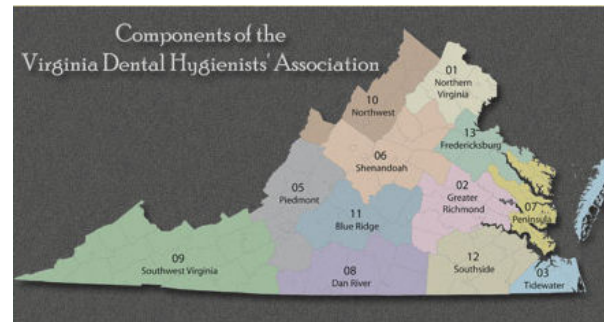 Components of the
Virginia Dental Hygienists' Association
01
Northern
Virginia
10
Northwest
13
Fredericksburg
06
Shenandoah
05
Piedmont
02
Greater
Richmond
07
Peninsula
11
Blue Ridge
09
Southwest Virginia
08
Dan River
12
Southside
03
Tidewater